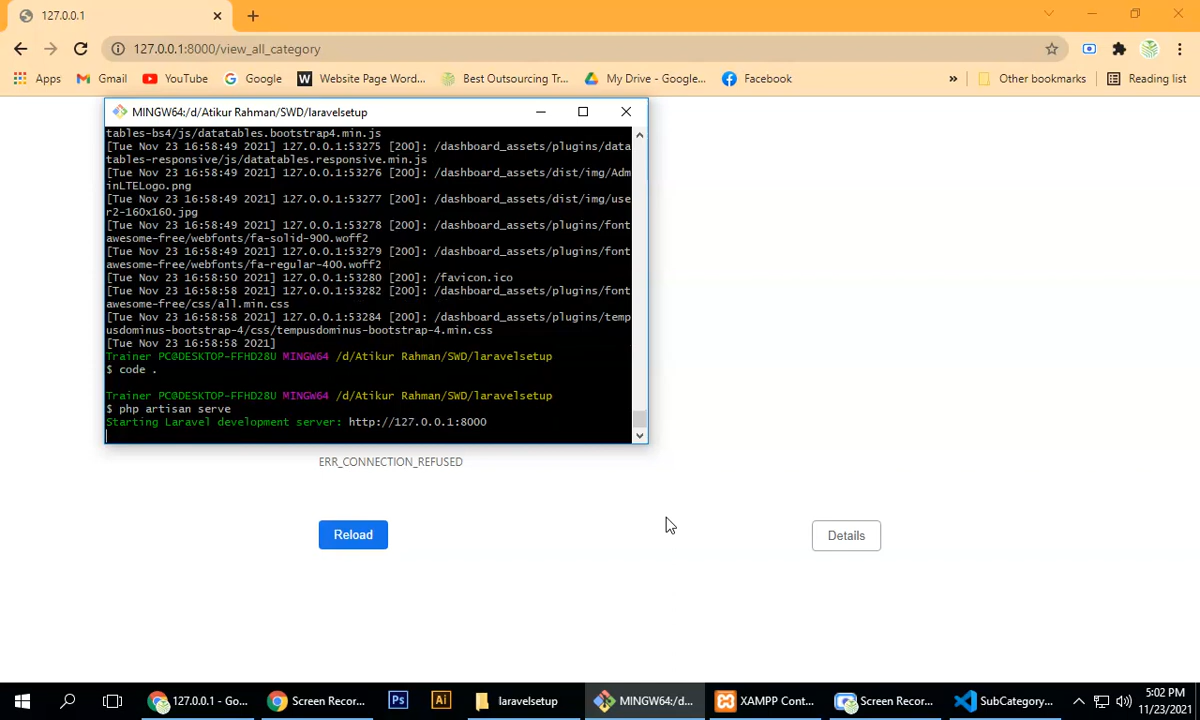 127.0.0.1
127.0.0.1:8000/view_all_category
Apps Gmail YouTube Google Website Page Word... Best Outsourcing Tr... My Drive - Google... Facebook » Other bookmarks Reading list
MINGW64:/d/Atikur Rahman/SWD/laravelsetup
tables-bs4/js/datatables.bootstrap4.min.js
[Tue Nov 23 16:58:49 2021] 127.0.0.1:53275 [200]: /dashboard_assets/plugins/data
tables-responsive/js/datatables.responsive.min.js
[Tue Nov 23 16:58:49 2021] 127.0.0.1:53276 [200]: /dashboard_assets/dist/img/Adm
inLTELogo.png
[Tue Nov 23 16:58:49 2021] 127.0.0.1:53277 [200]: /dashboard_assets/dist/img/use
r2-160x160.jpg
[Tue Nov 23 16:58:49 2021] 127.0.0.1:53278 [200]: /dashboard_assets/plugins/font
awesome-free/webfonts/fa-solid-900.woff2
[Tue Nov 23 16:58:49 2021] 127.0.0.1:53279 [200]: /dashboard_assets/plugins/font
awesome-free/webfonts/fa-regular-400.woff2
[Tue Nov 23 16:58:50 2021] 127.0.0.1:53280 [200]: /favicon.ico
[Tue Nov 23 16:58:58 2021] 127.0.0.1:53282 [200]: /dashboard_assets/plugins/font
awesome-free/css/all.min.css
[Tue Nov 23 16:58:58 2021] 127.0.0.1:53284 [200]: /dashboard_assets/plugins/temp
usdominus-bootstrap-4/css/tempusdominus-bootstrap-4.min.css
[Tue Nov 23 16:58:58 2021]
Trainer PC@DESKTOP-FFHD28U MINGW64 /d/Atikur Rahman/SWD/laravelsetup
$ code .
Trainer PC@DESKTOP-FFHD28U MINGW64 /d/Atikur Rahman/SWD/laravelsetup
$ php artisan serve
Starting Laravel development server: http://127.0.0.1:8000
ERR_CONNECTION_REFUSED
Reload Details
127.0.0.1 - Go... Screen Recor... Ps Ai laravelsetup MINGW64:/d... XAMPP Cont... Screen Recor... SubCategory... 5:02 PM
11/23/2021